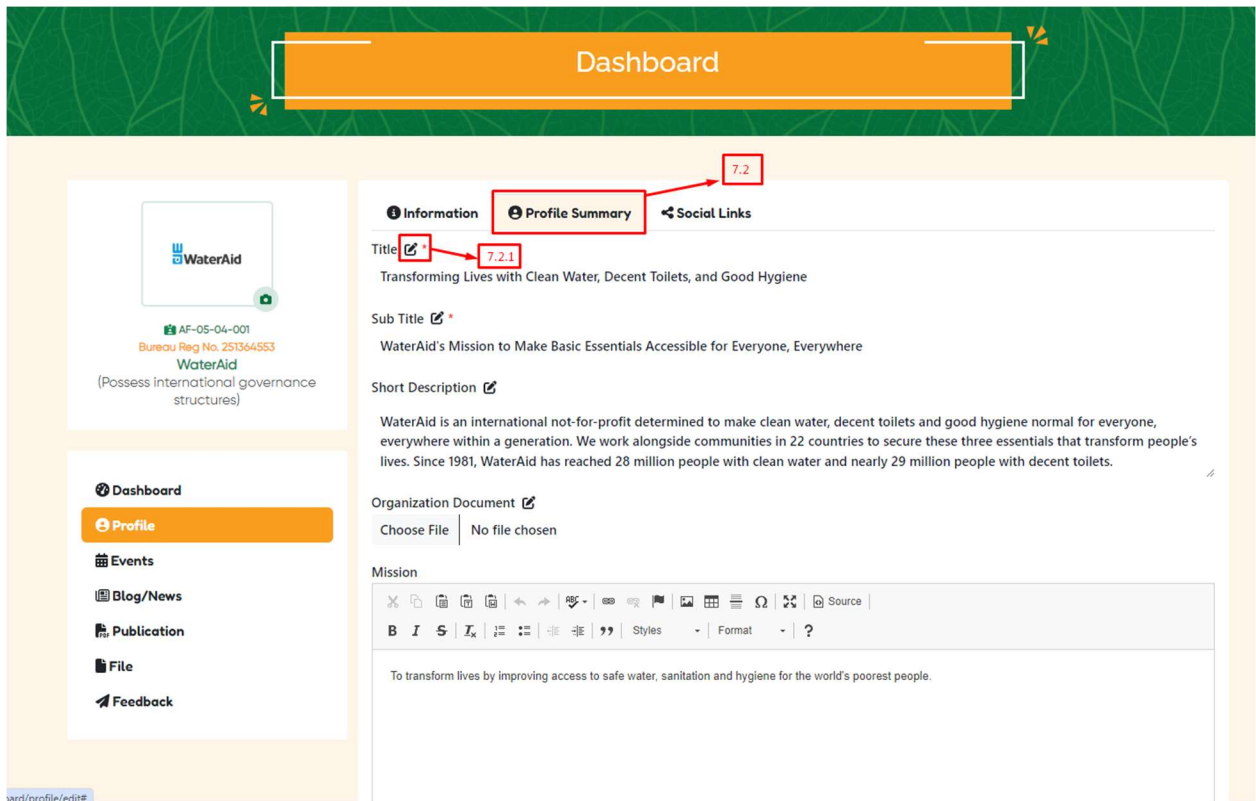 Dashboard
7.2
Information
Profile Summary
Social Links
WaterAid
AF-05-04-001
Bureau Reg No. 251364553
WaterAid
(Possess international governance
structures)
Dashboard
Profile
Events
Blog/News
Publication
File
Feedback
Title *
7.2.1
Transforming Lives with Clean Water, Decent Toilets, and Good Hygiene
Sub Title *
WaterAid's Mission to Make Basic Essentials Accessible for Everyone, Everywhere
Short Description
WaterAid is an international not-for-profit determined to make clean water, decent toilets and good hygiene normal for everyone,
everywhere within a generation. We work alongside communities in 22 countries to secure these three essentials that transform people's
lives. Since 1981, WaterAid has reached 28 million people with clean water and nearly 29 million people with decent toilets.
Organization Document
Choose File No file chosen
Mission
Source
Styles
Format
To transform lives by improving access to safe water, sanitation and hygiene for the world's poorest people.
ard/profile/edit#